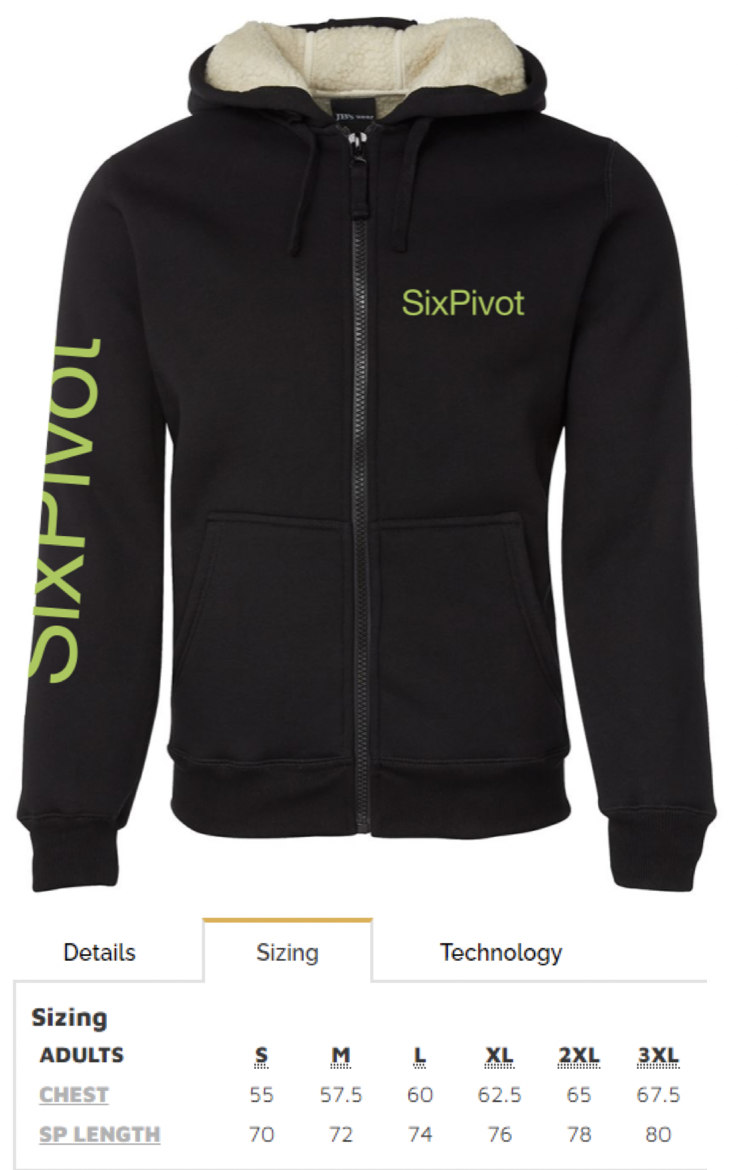 SixPivot
SixPivot
Details Sizing Technology
Sizing
ADULTS S M L XL 2XL 3XL
CHEST 55 57.5 60 62.5 65 67.5
SP LENGTH 70 72 74 76 78 80